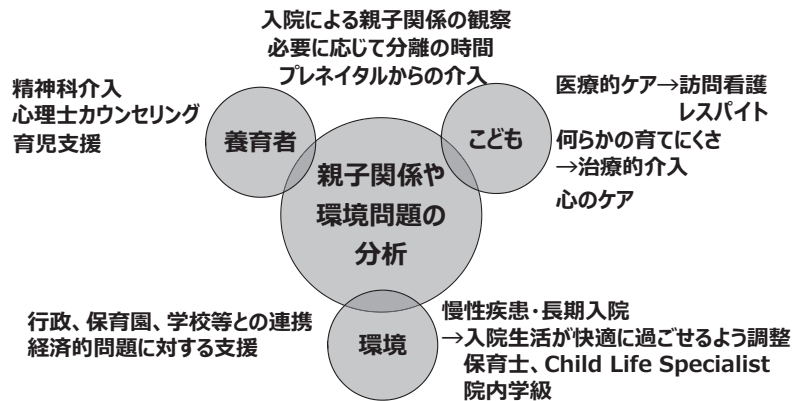 入院による親子関係の観察
必要に応じて分離の時間
プレネイタルからの介入
精神科介入
心理士カウンセリング
育児支援
養育者
こども
医療的ケア→訪問看護
レスパイト
何らかの育てにくさ
→治療的介入
心のケア
親子関係や
環境問題の
分析
行政、保育園、学校等との連携
経済的問題に対する支援
環境
慢性疾患・長期入院
→入院生活が快適に過ごせるよう調整
保育士、Child Life Specialist
院内学級